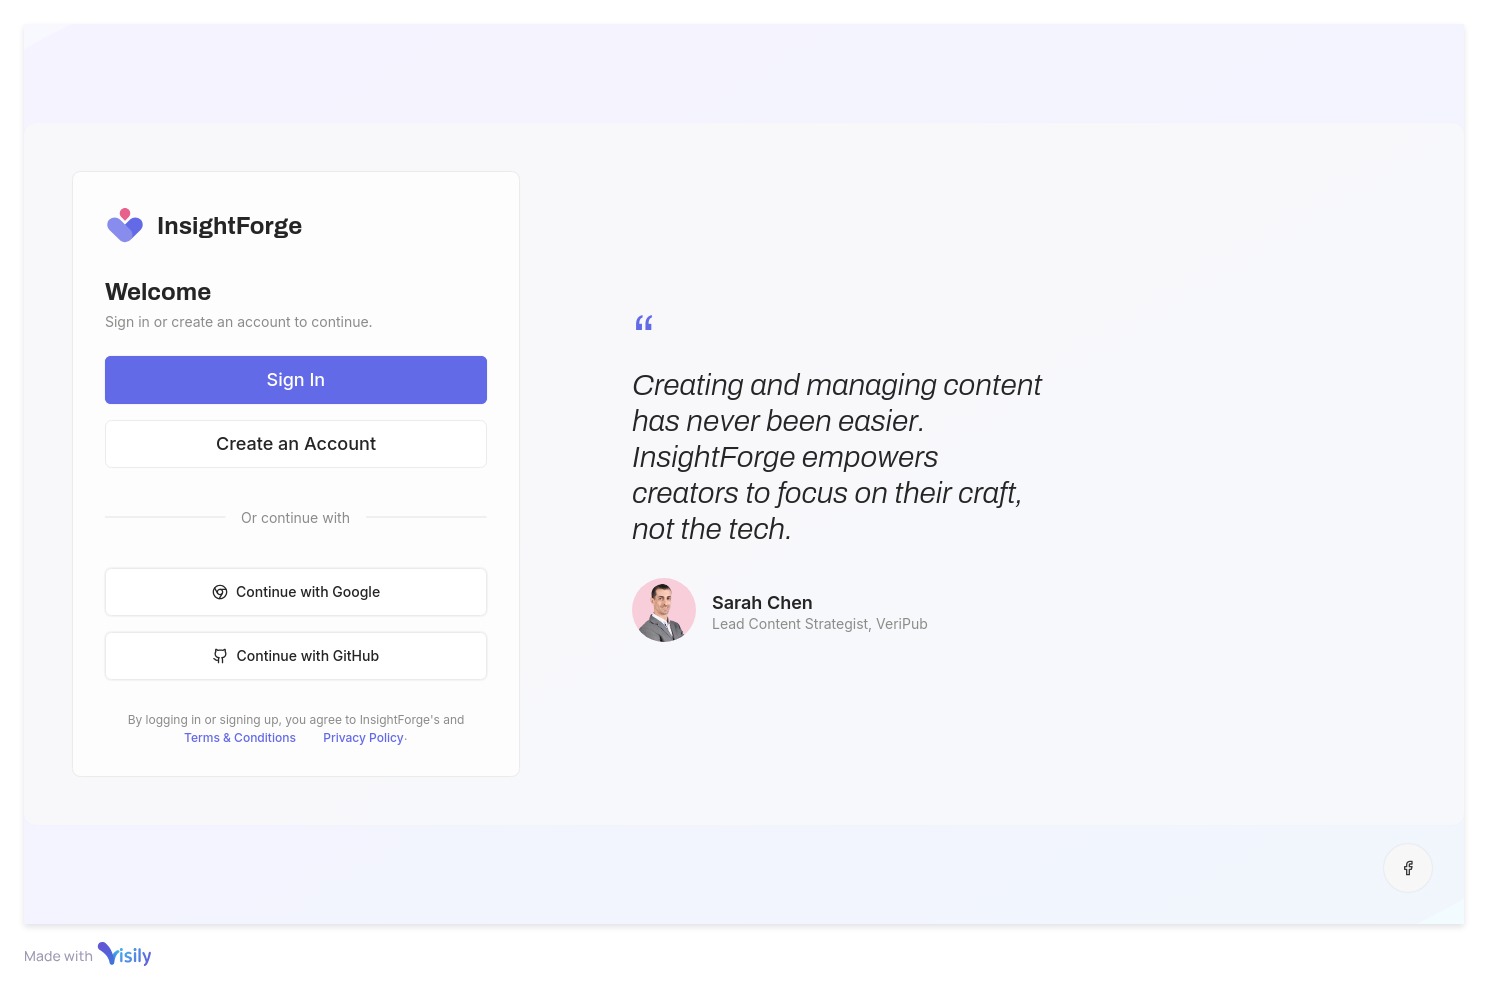 InsightForge
Welcome
Sign in or create an account to continue.
Sign In
Create an Account
Or continue with
Continue with Google
Continue with GitHub
By logging in or signing up, you agree to InsightForge's and
Terms & Conditions Privacy Policy.
“
Creating and managing content
has never been easier.
InsightForge empowers
creators to focus on their craft,
not the tech.
Sarah Chen
Lead Content Strategist, VeriPub
Made with Visily